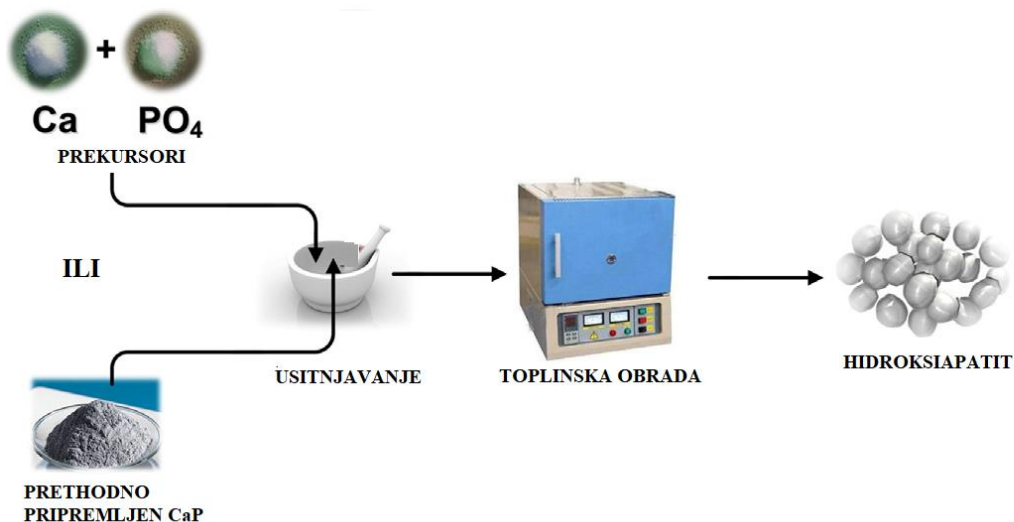 +
Ca PO₄
PREKURSORI
ILI
USITNJAVANJE
TOPLINSKA OBRADA
HIDROKSIAPATIT
PRETHODNO
PRIPREMLJEN CaP